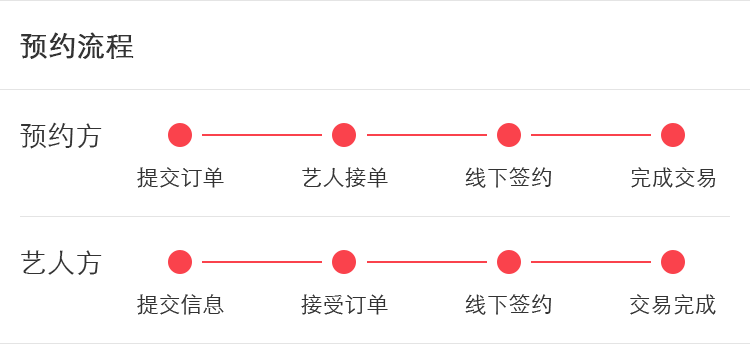 预约流程
预约方
提交订单 艺人接单 线下签约 完成交易
艺人方
提交信息 接受订单 线下签约 交易完成